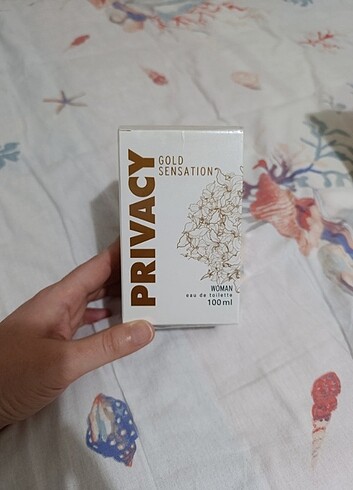 PRIVACY
GOLD
SENSATION
WOMAN
eau de toilette
100ml